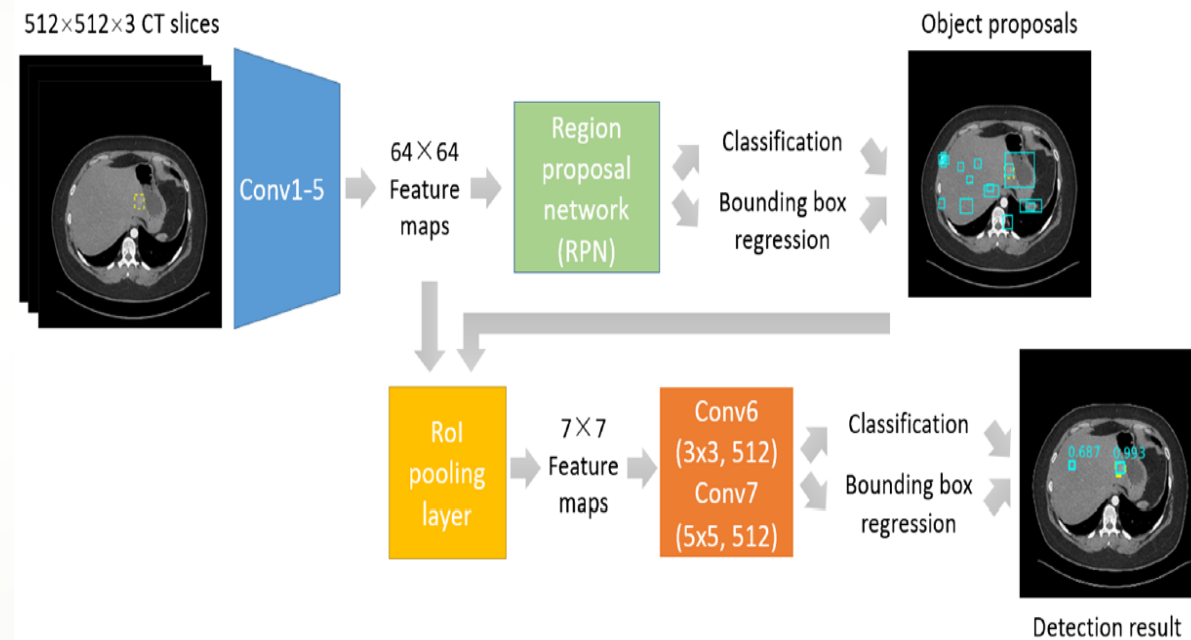 512×512×3 CT slices
Conv1-5
64×64
Feature
maps
Region
proposal
network
(RPN)
Classification
Bounding box
regression
Object proposals
RoI
pooling
layer
7×7
Feature
maps
Conv6
(3x3, 512)
Conv7
(5x5, 512)
Classification
Bounding box
regression
0.687
0.993
Detection result